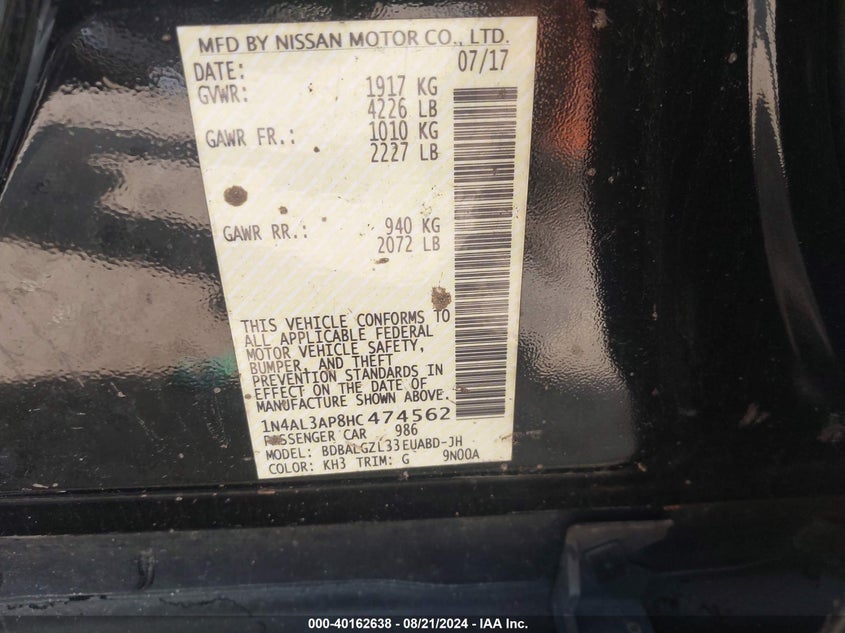 MFD BY NISSAN MOTOR CO., LTD.
DATE: 07/17
GVWR: 1917 KG
4226 LB
GAWR FR.: 1010 KG
2227 LB
GAWR RR.: 940 KG
2072 LB
THIS VEHICLE CONFORMS TO
ALL APPLICABLE FEDERAL
MOTOR VEHICLE SAFETY,
BUMPER, AND THEFT
PREVENTION STANDARDS IN
EFFECT ON THE DATE OF
MANUFACTURE SHOWN ABOVE.
1N4AL3AP8HC474562
PASSENGER CAR 986
MODEL: BDBALGZL33EUABD-JH
COLOR: KH3 TRIM: G 9N00A
000-40162638 - 08/21/2024 - IAA Inc.